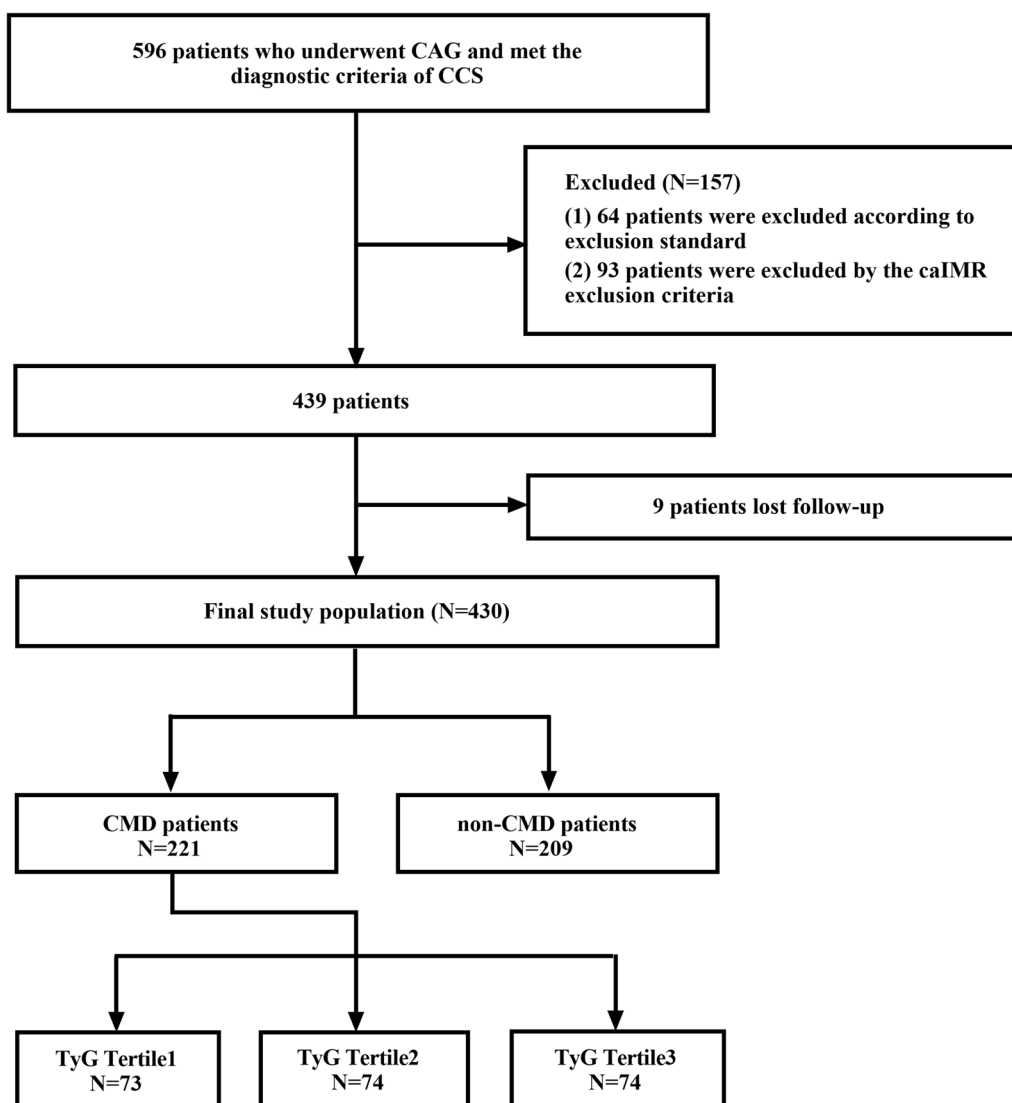 596 patients who underwent CAG and met the
diagnostic criteria of CCS
Excluded (N=157)
(1) 64 patients were excluded according to
exclusion standard
(2) 93 patients were excluded by the caIMR
exclusion criteria
439 patients
9 patients lost follow-up
Final study population (N=430)
CMD patients
N=221
non-CMD patients
N=209
TyG Tertile1
N=73
TyG Tertile2
N=74
TyG Tertile3
N=74